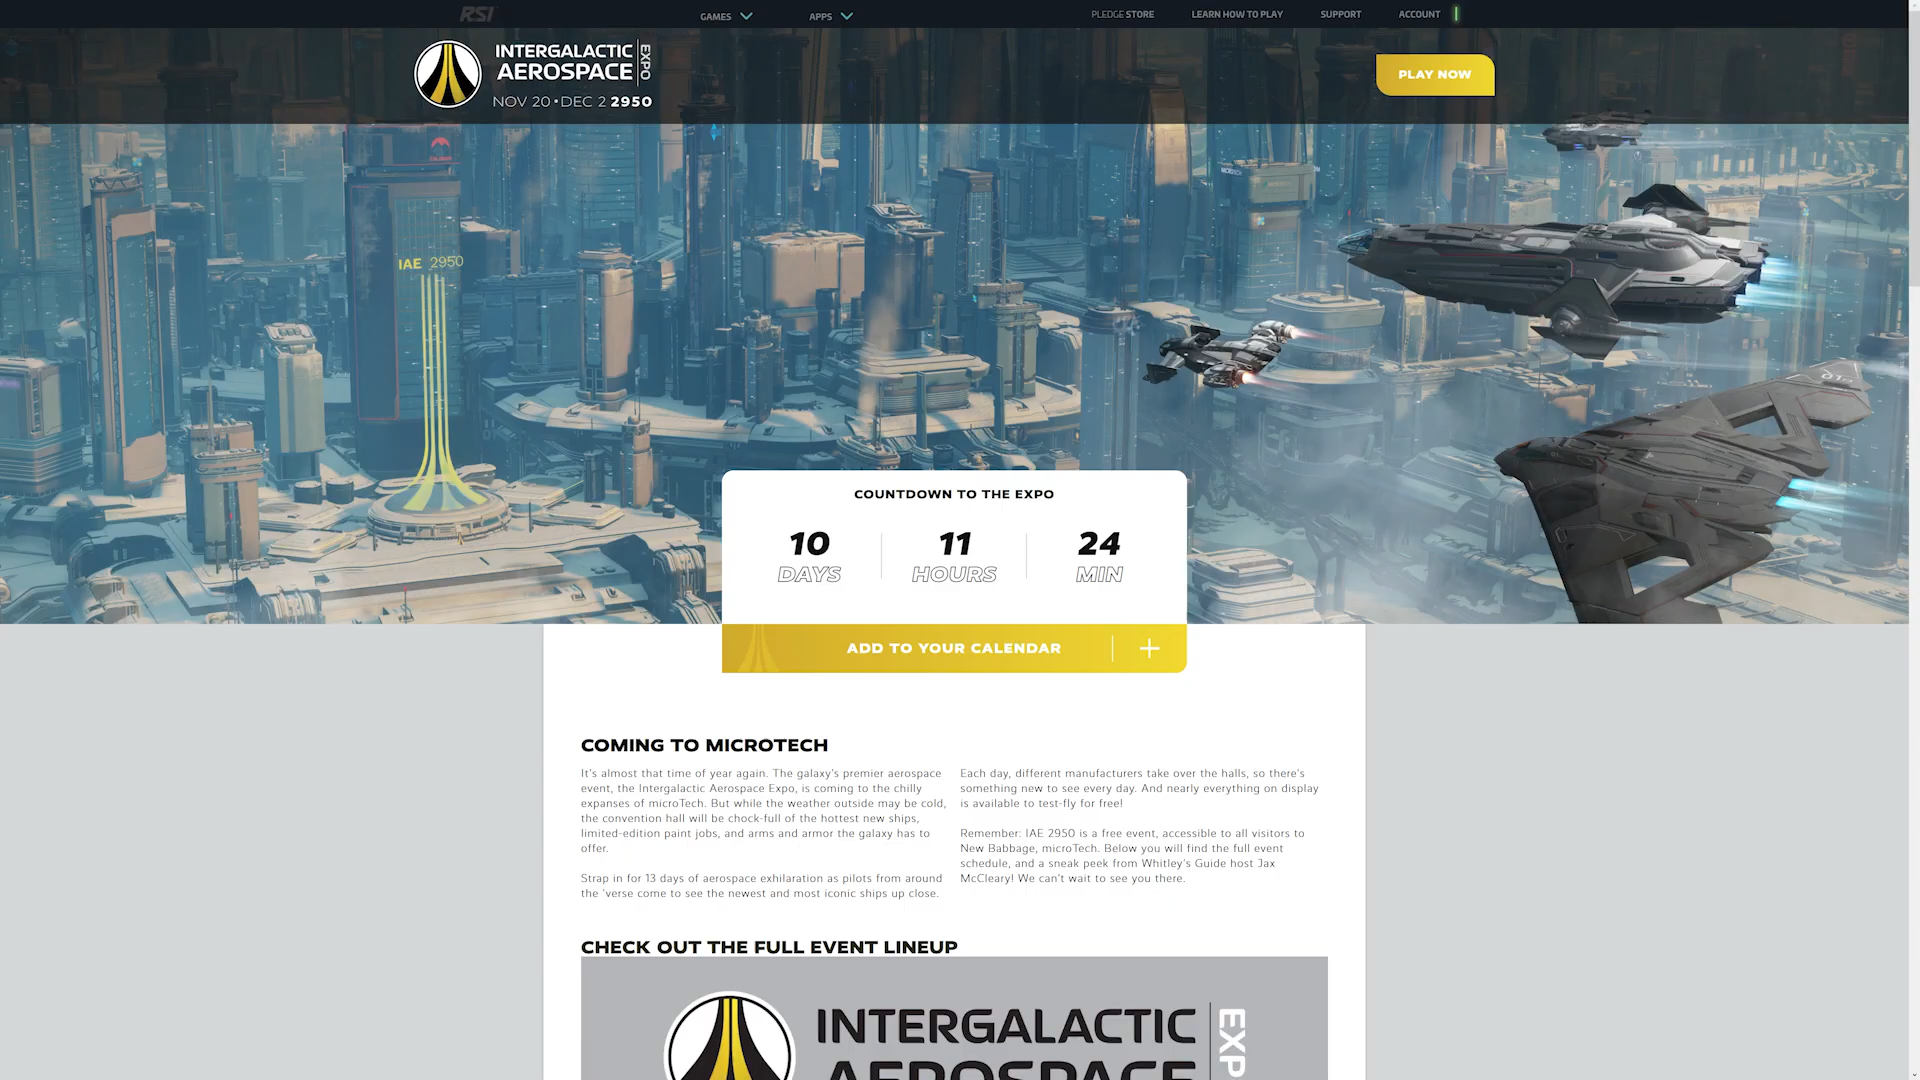 RSI
GAMES
APPS
PLEDGE STORE
LEARN HOW TO PLAY
SUPPORT
ACCOUNT
INTERGALACTIC
AEROSPACE
EXPO
NOV 20 • DEC 2 2950
PLAY NOW
IAE 2950
COUNTDOWN TO THE EXPO
10
DAYS
11
HOURS
24
MIN
ADD TO YOUR CALENDAR
COMING TO MICROTECH
It's almost that time of year again. The galaxy's premier aerospace
event, the Intergalactic Aerospace Expo, is coming to the chilly
expanses of microTech. But while the weather outside may be cold,
the convention hall will be chock-full of the hottest new ships,
limited-edition paint jobs, and arms and armor the galaxy has to
offer.
Strap in for 13 days of aerospace exhilaration as pilots from around
the 'verse come to see the newest and most iconic ships up close.
Each day, different manufacturers take over the halls, so there's
something new to see every day. And nearly everything on display
is available to test-fly for free!
Remember: IAE 2950 is a free event, accessible to all visitors to
New Babbage, microTech. Below you will find the full event
schedule, and a sneak peek from Whitley's Guide host Jax
McCleary! We can't wait to see you there.
CHECK OUT THE FULL EVENT LINEUP
INTERGALACTIC
AEROSPACE
EXP